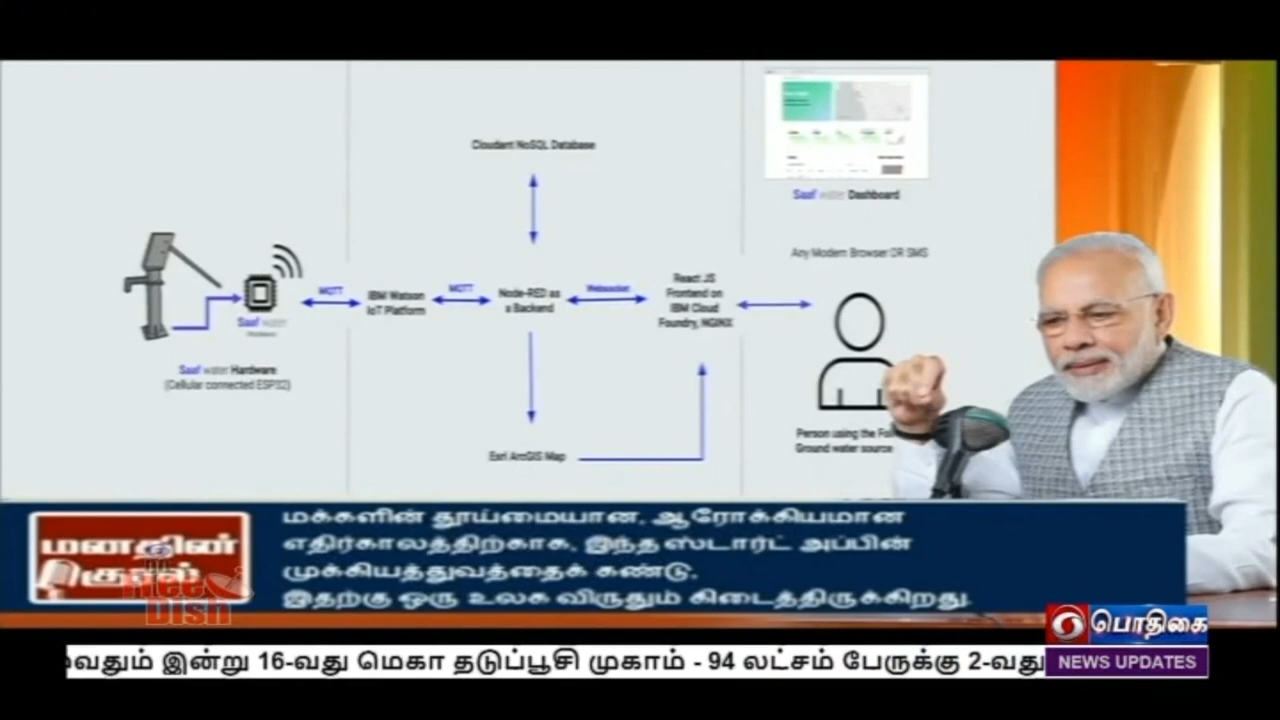 Cloudant NoSQL Database
Saaf water Dashboard
Any Modern Browser OR SMS
MQTT
IBM Watson
IoT Platform
MQTT
Node-RED as
a Backend
Websocket
React JS
Frontend on
IBM Cloud
Foundry, NGINX
Saaf water
Saaf water Hardware
(Cellular connected ESP32)
Esri ArcGIS Map
Person using the
Ground water source
மனதின்
குரல்
மக்களின் தூய்மையான, ஆரோக்கியமான
எதிர்காலத்திற்காக, இந்த ஸ்டார்ட் அப்பின்
முக்கியத்துவத்தைக் கண்டு,
இதற்கு ஒரு உலக விருதும் கிடைத்திருக்கிறது.
Dish
பொதிகை
NEWS UPDATES
இன்று 16-வது மெகா தடுப்பூசி முகாம் - 94 லட்சம் பேருக்கு 2-வது